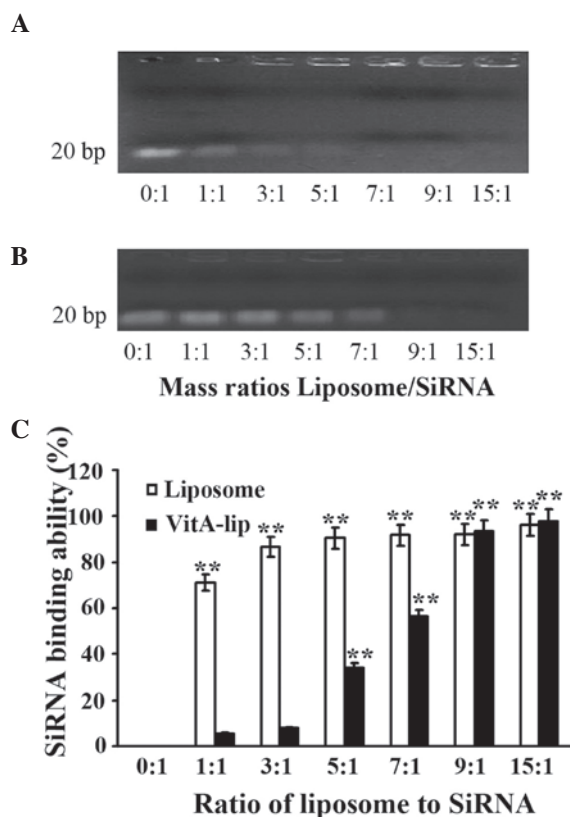 A
20 bp
0:1 1:1 3:1 5:1 7:1 9:1 15:1
B
20 bp
0:1 1:1 3:1 5:1 7:1 9:1 15:1
Mass ratios Liposome/SiRNA
C
SiRNA binding ability (%)
120
100
80
60
40
20
0
Liposome
VitA-lip
** ** ** ** ** ** ** ** ** **
0:1 1:1 3:1 5:1 7:1 9:1 15:1
Ratio of liposome to SiRNA